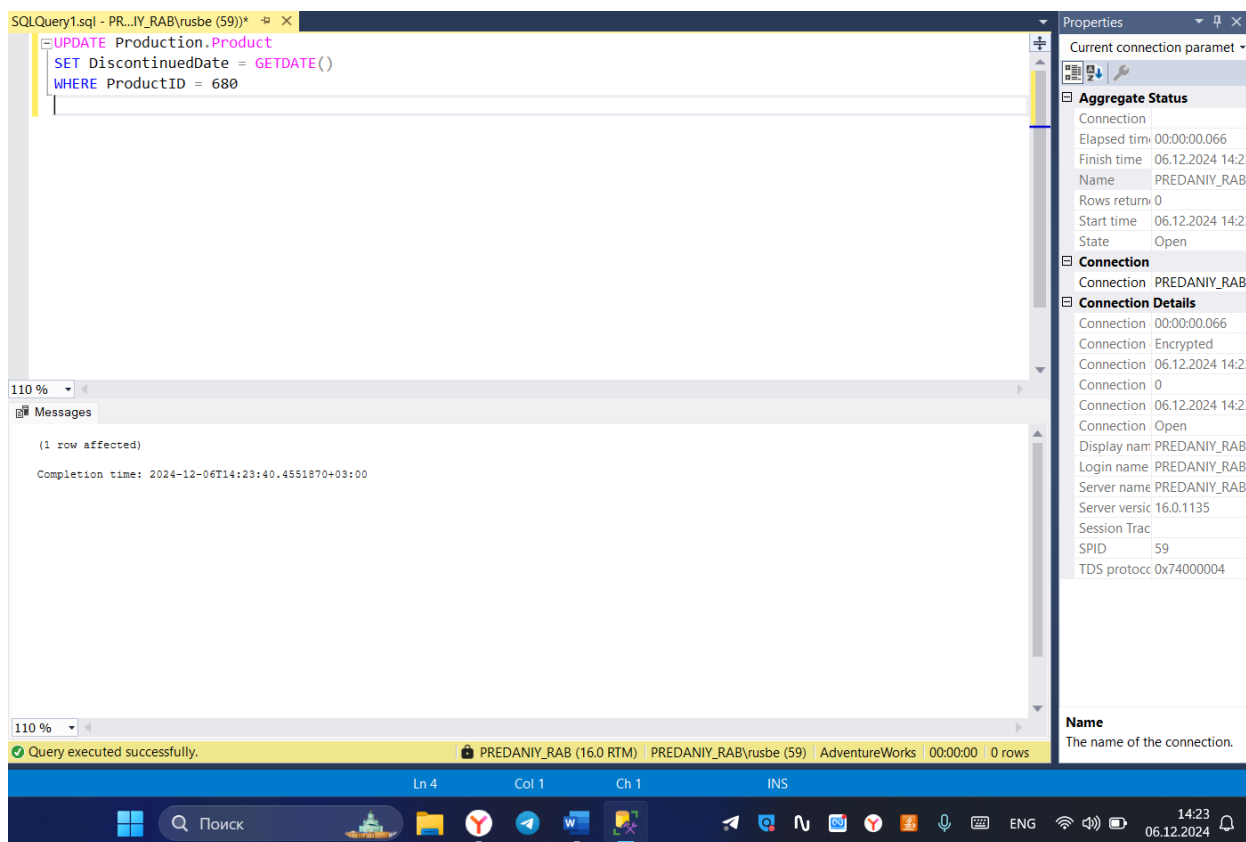 SQLQuery1.sql - PR...IY_RAB\rusbe (59))*
UPDATE Production.Product
SET DiscontinuedDate = GETDATE()
WHERE ProductID = 680
110 %
Messages
(1 row affected)
Completion time: 2024-12-06T14:23:40.4551870+03:00
110 %
Query executed successfully.
PREDANIY_RAB (16.0 RTM) PREDANIY_RAB\rusbe (59) AdventureWorks 00:00:00 0 rows
Properties
Current connection paramet
Aggregate Status
Connection
Elapsed time 00:00:00.066
Finish time 06.12.2024 14:2
Name PREDANIY_RAB
Rows return 0
Start time 06.12.2024 14:2
State Open
Connection
Connection PREDANIY_RAB
Connection Details
Connection 00:00:00.066
Connection Encrypted
Connection 06.12.2024 14:2
Connection 0
Connection 06.12.2024 14:2
Connection Open
Display nam PREDANIY_RAB
Login name PREDANIY_RAB
Server name PREDANIY_RAB
Server versic 16.0.1135
Session Trac
SPID 59
TDS protocc 0x74000004
Name
The name of the connection.
Ln 4 Col 1 Ch 1 INS
Поиск
ENG
14:23
06.12.2024